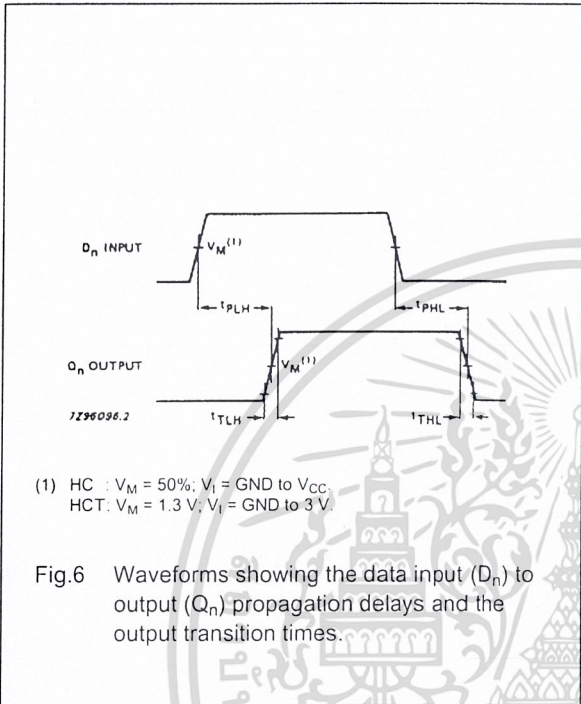 Dn INPUT
VM(1)
tPLH
tPHL
Qn OUTPUT
VM(1)
7Z96096.2
tTLH
tTHL
(1) HC : VM = 50%; VI = GND to VCC.
HCT: VM = 1.3 V; VI = GND to 3 V.
Fig.6 Waveforms showing the data input (Dn) to
output (Qn) propagation delays and the
output transition times.